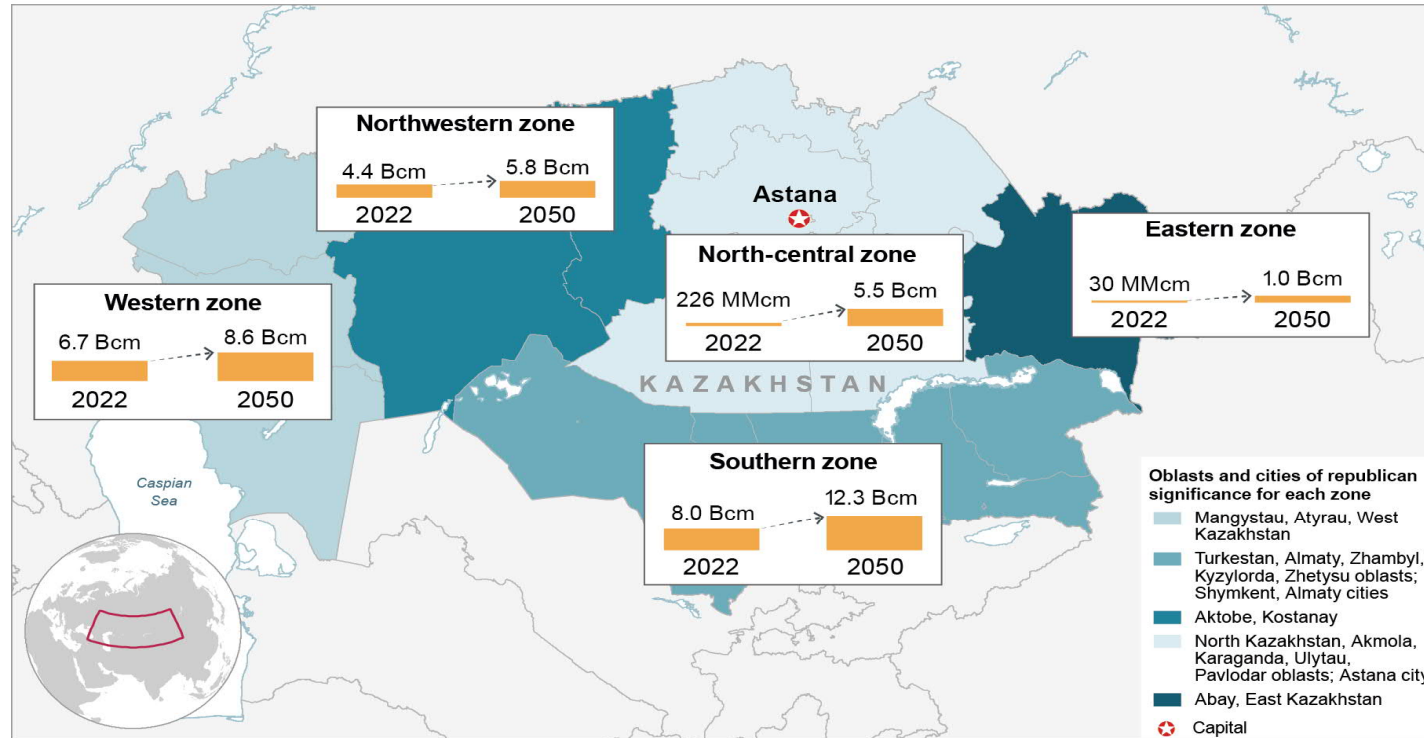 Northwestern zone
4.4 Bcm
5.8 Bcm
2022
2050
Astana
Eastern zone
30 MMcm
1.0 Bcm
2022
2050
North-central zone
226 MMcm
5.5 Bcm
2022
2050
Western zone
6.7 Bcm
8.6 Bcm
2022
2050
KAZAKHSTAN
Southern zone
8.0 Bcm
12.3 Bcm
2022
2050
Caspian
Sea
Oblasts and cities of republican
significance for each zone
Mangystau, Atyrau, West
Kazakhstan
Turkestan, Almaty, Zhambyl,
Kyzylorda, Zhetysu oblasts;
Shymkent, Almaty cities
Aktobe, Kostanay
North Kazakhstan, Akmola,
Karaganda, Ulytau,
Pavlodar oblasts; Astana city
Abay, East Kazakhstan
Capital